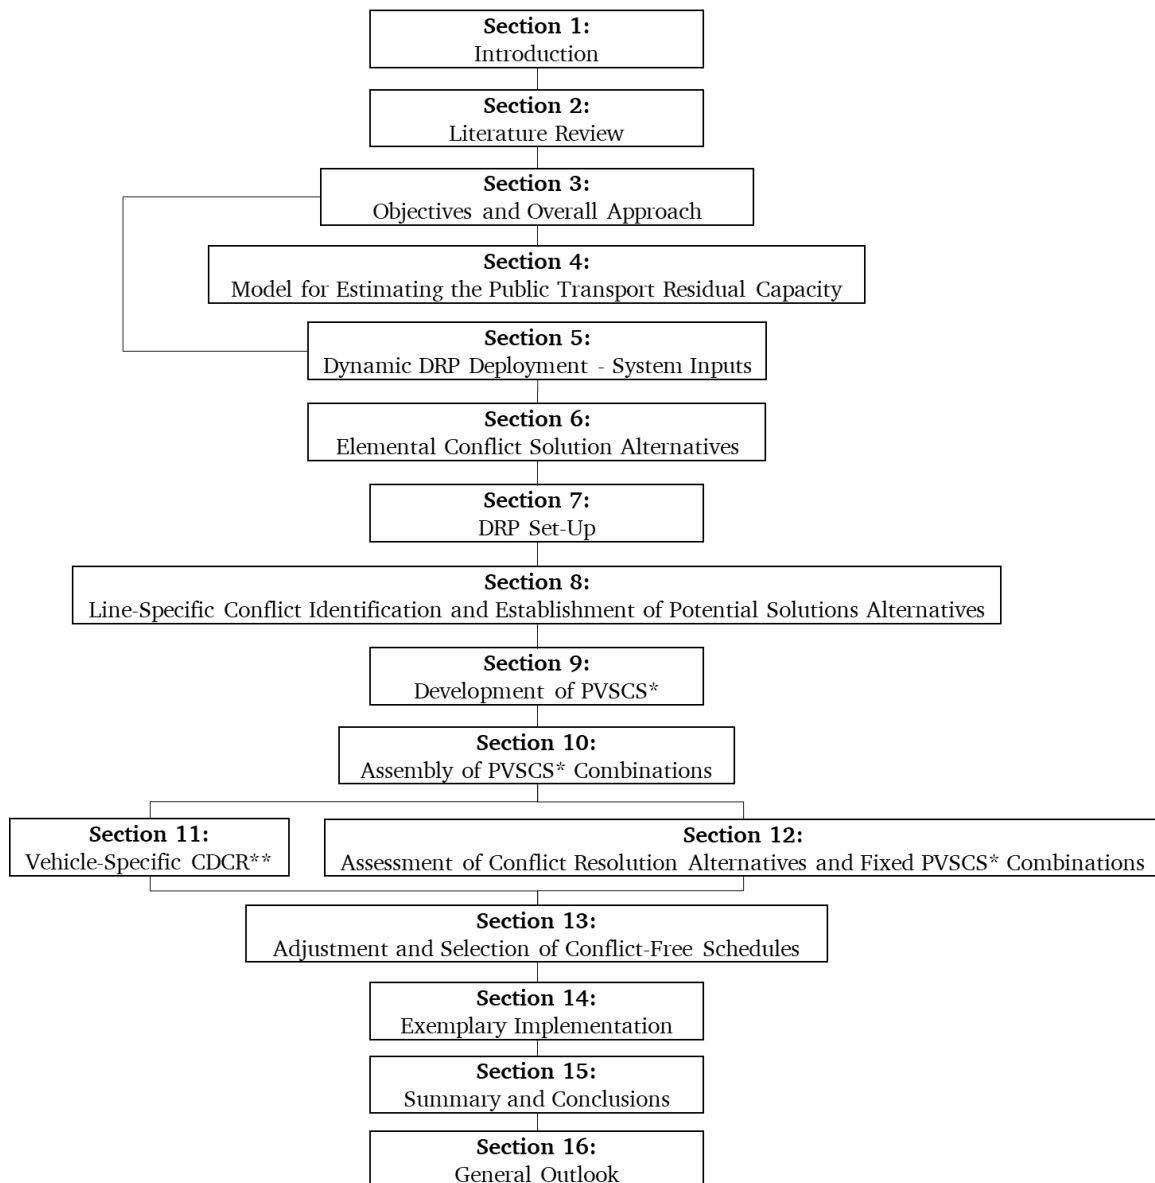 Section 1:
Introduction
Section 2:
Literature Review
Section 3:
Objectives and Overall Approach
Section 4:
Model for Estimating the Public Transport Residual Capacity
Section 5:
Dynamic DRP Deployment - System Inputs
Section 6:
Elemental Conflict Solution Alternatives
Section 7:
DRP Set-Up
Section 8:
Line-Specific Conflict Identification and Establishment of Potential Solutions Alternatives
Section 9:
Development of PVSCS*
Section 10:
Assembly of PVSCS* Combinations
Section 11:
Vehicle-Specific CDCR**
Section 12:
Assessment of Conflict Resolution Alternatives and Fixed PVSCS* Combinations
Section 13:
Adjustment and Selection of Conflict-Free Schedules
Section 14:
Exemplary Implementation
Section 15:
Summary and Conclusions
Section 16:
General Outlook